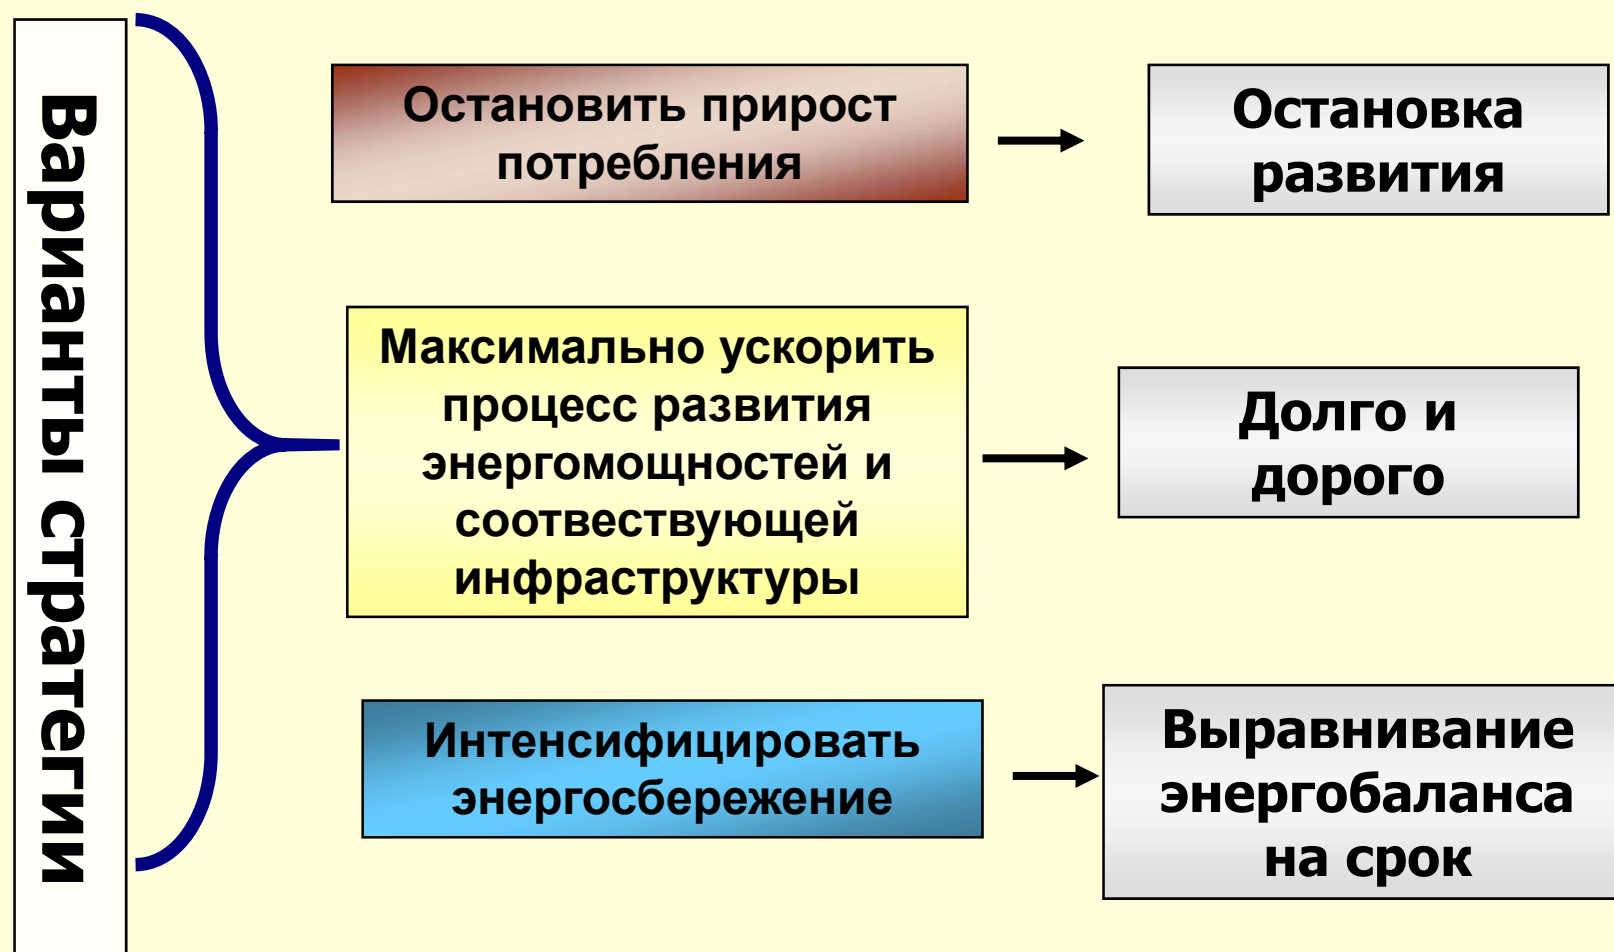 Варианты стратегии
Остановить прирост
потребления
Остановка
развития
Максимально ускорить
процесс развития
энергомощностей и
соотвествующей
инфраструктуры
Долго и
дорого
Интенсифицировать
энергосбережение
Выравнивание
энергобаланса
на срок